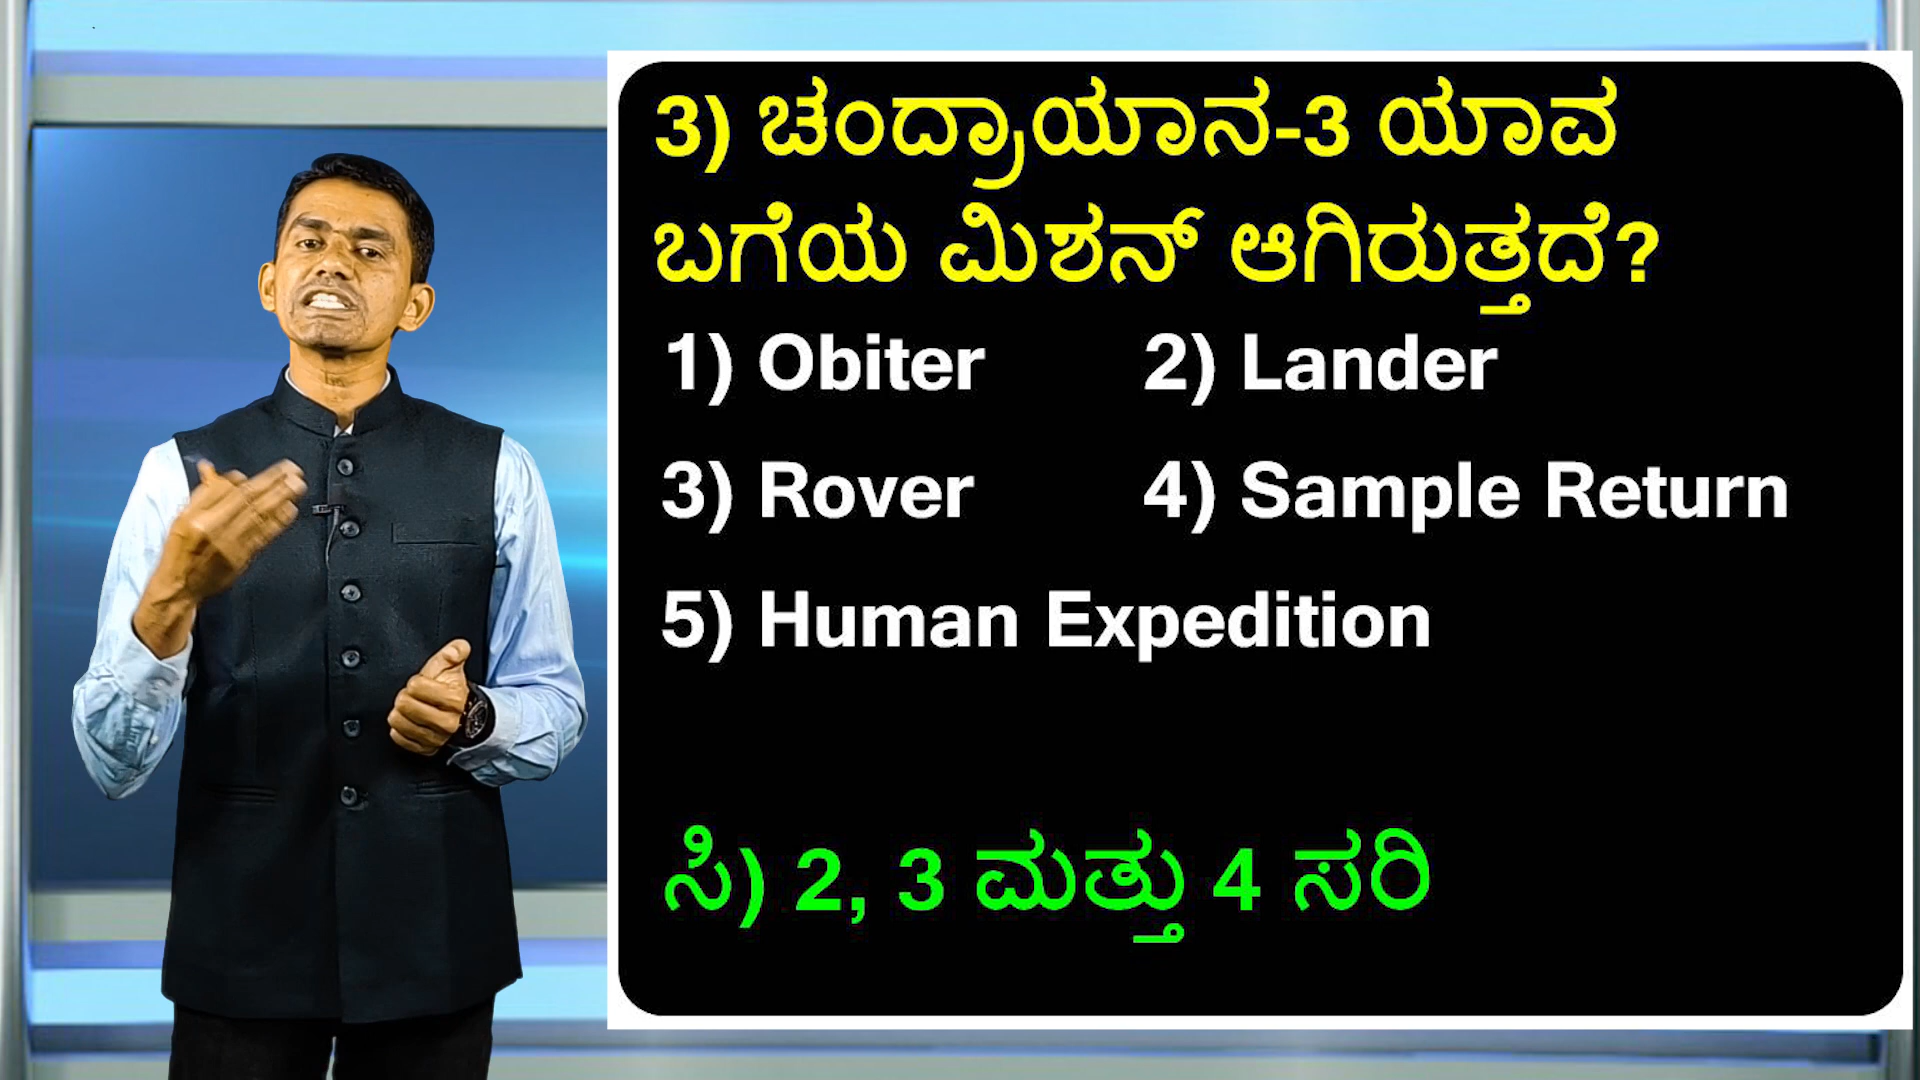 3) ಚಂದ್ರಾಯಾನ-3 ಯಾವ
ಬಗೆಯ ಮಿಶನ್ ಆಗಿರುತ್ತದೆ?
1) Obiter 2) Lander
3) Rover 4) Sample Return
5) Human Expedition
ಸಿ) 2, 3 ಮತ್ತು 4 ಸರಿ